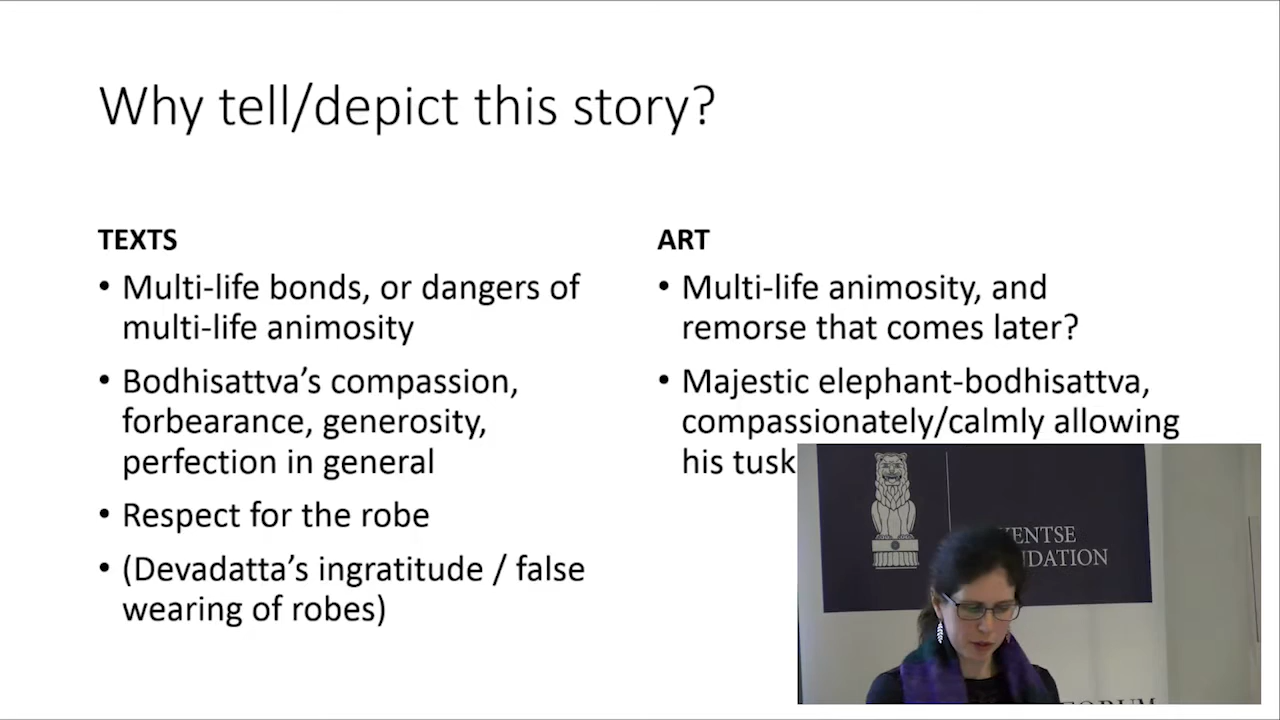 Why tell/depict this story?
TEXTS
• Multi-life bonds, or dangers of
multi-life animosity
• Bodhisattva’s compassion,
forbearance, generosity,
perfection in general
• Respect for the robe
• (Devadatta’s ingratitude / false
wearing of robes)
ART
• Multi-life animosity, and
remorse that comes later?
• Majestic elephant-bodhisattva,
compassionately/calmly allowing
his tusk